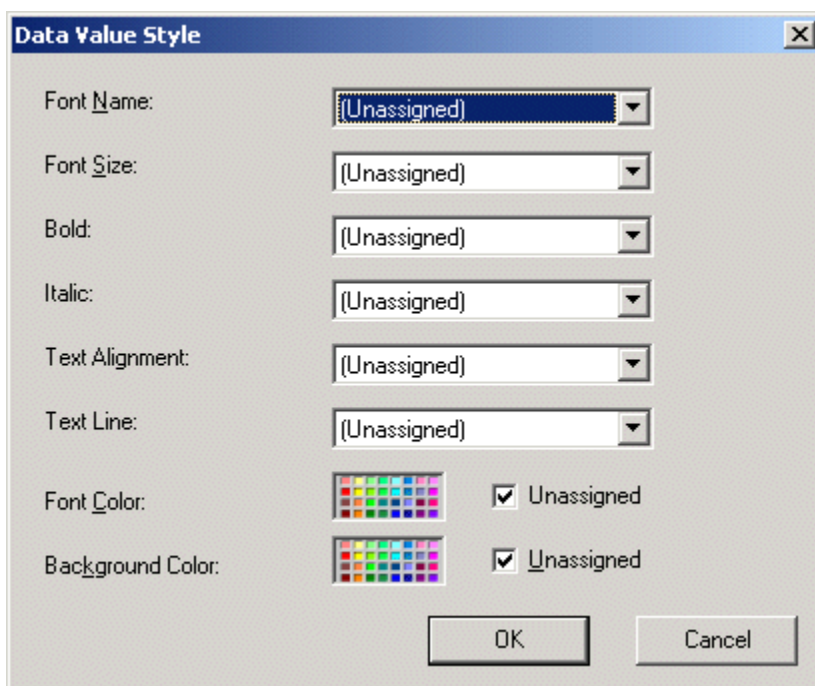 Data Value Style
Font Name: (Unassigned)
Font Size: (Unassigned)
Bold: (Unassigned)
Italic: (Unassigned)
Text Alignment: (Unassigned)
Text Line: (Unassigned)
Font Color: Unassigned
Background Color: Unassigned
OK Cancel